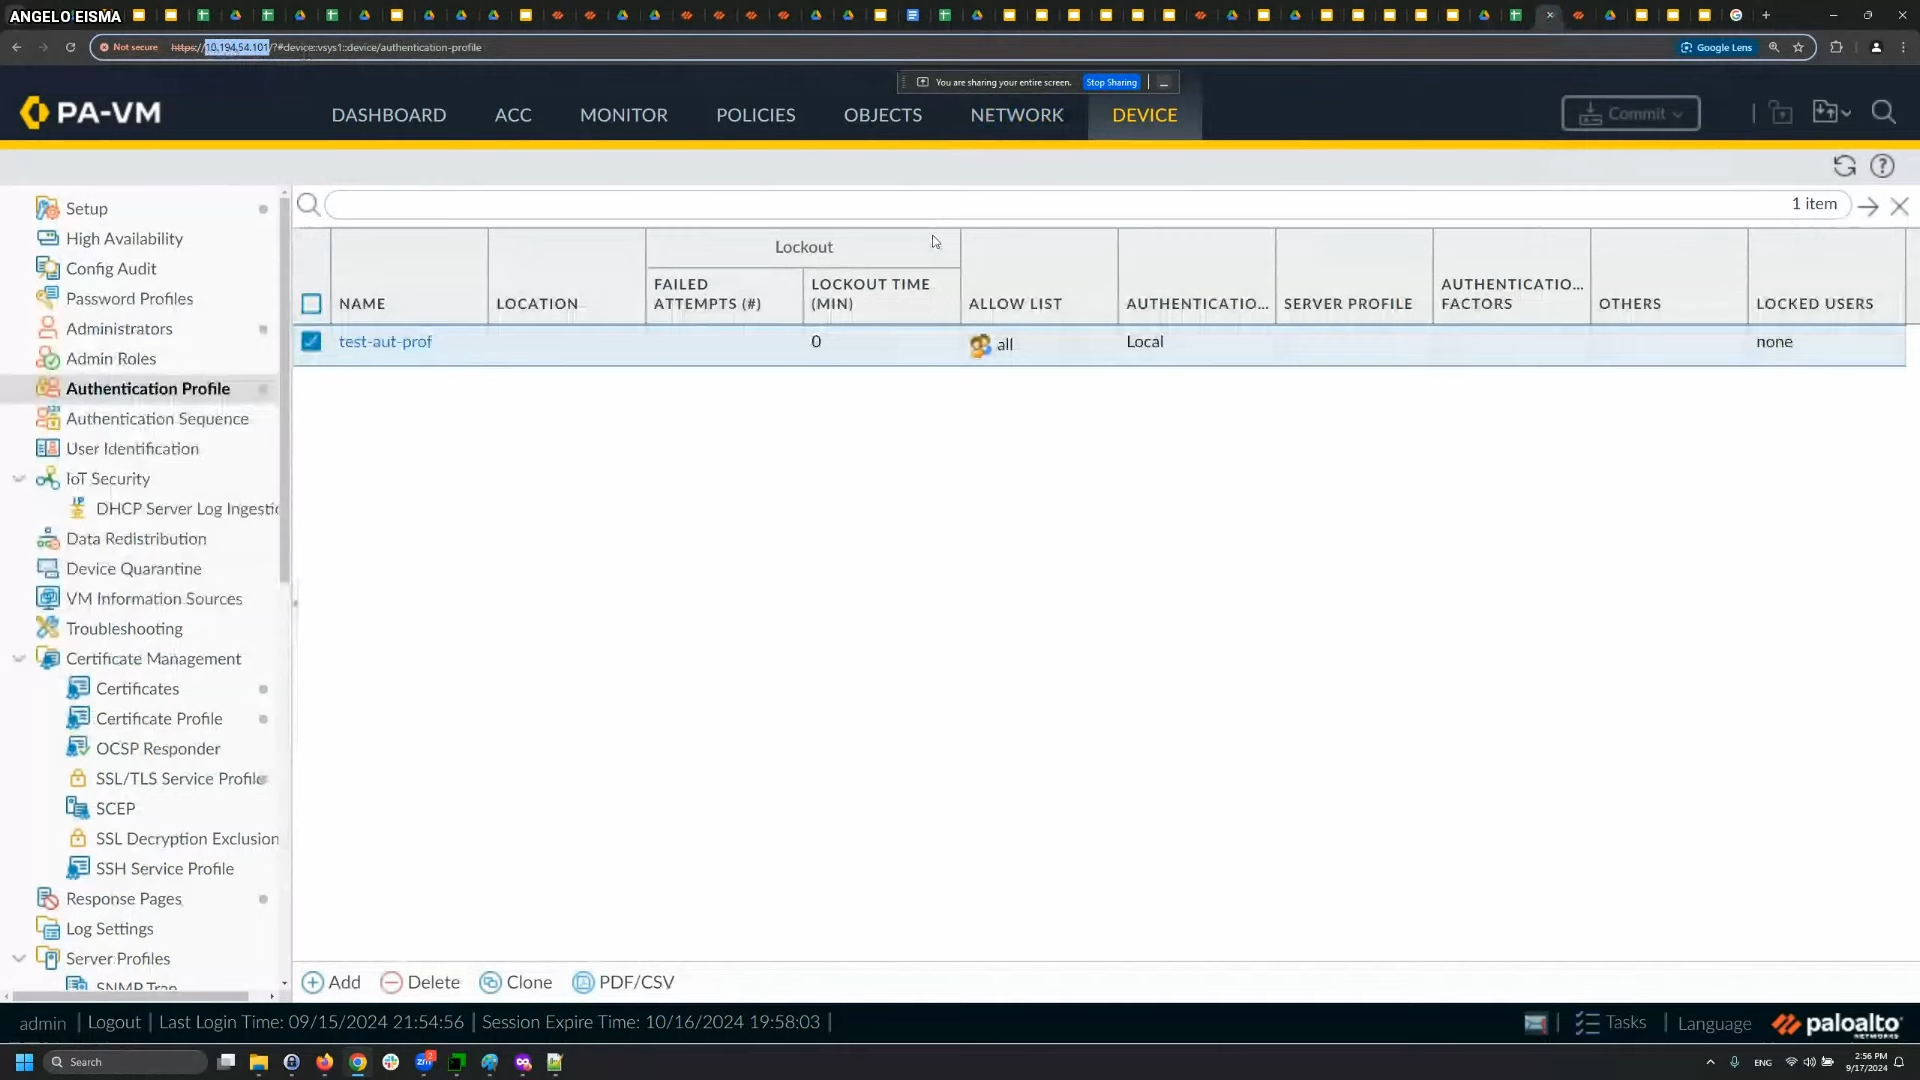 ANGELO EISMA
Not secure https://10.194.54.101/?#device::vsys1::device/authentication-profile
Google Lens
You are sharing your entire screen. Stop Sharing
PA-VM
DASHBOARD ACC MONITOR POLICIES OBJECTS NETWORK DEVICE
Commit
1 item
Setup
High Availability
Config Audit
Password Profiles
Administrators
Admin Roles
Authentication Profile
Authentication Sequence
User Identification
IoT Security
DHCP Server Log Ingestio
Data Redistribution
Device Quarantine
VM Information Sources
Troubleshooting
Certificate Management
Certificates
Certificate Profile
OCSP Responder
SSL/TLS Service Profile
SCEP
SSL Decryption Exclusion
SSH Service Profile
Response Pages
Log Settings
Server Profiles
SNMP Trap
Lockout
NAME LOCATION FAILED ATTEMPTS (#) LOCKOUT TIME (MIN) ALLOW LIST AUTHENTICATIO... SERVER PROFILE AUTHENTICATIO... FACTORS OTHERS LOCKED USERS
test-aut-prof 0 all Local none
Add Delete Clone PDF/CSV
admin | Logout | Last Login Time: 09/15/2024 21:54:56 | Session Expire Time: 10/16/2024 19:58:03 |
Tasks | Language paloalto
NETWORKS
Search
ENG
2:56 PM
9/17/2024